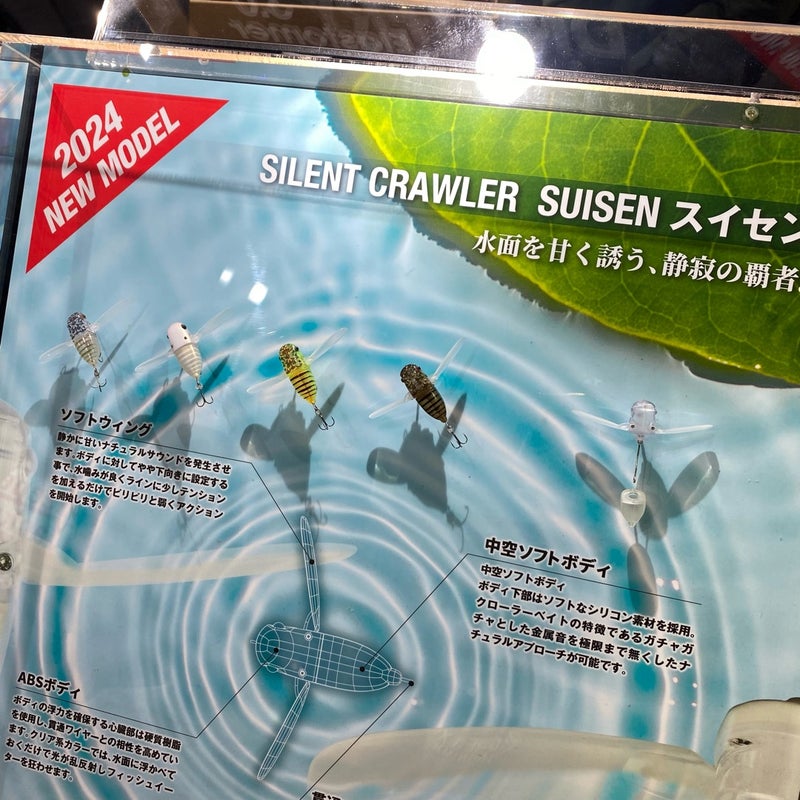 2024
NEW MODEL
SILENT CRAWLER SUISEN スイセン
水面を甘く誘う、静寂の覇者
ソフトウィング
静かに甘いナチュラルサウンドを発生させ
ます。ボディに対してやや下向きに設定する
事で、水噛みが良くラインに少しテンション
を加えるだけでピリピリと弱くアクション
を開始します。
中空ソフトボディ
中空ソフトボディ
ボディ下部はソフトなシリコン素材を採用。
クローラーベイトの特徴であるガチャガ
チャとした金属音を極限まで無くしたナ
チュラルアプローチが可能です。
ABSボディ
ボディの浮力を確保する心臓部は硬質樹脂
を使用し、貫通ワイヤーとの相性を高めてい
ます。クリア系カラーでは、水面に浮かべて
おくだけで光が乱反射しフィッシュイー
ターを狂わせます。